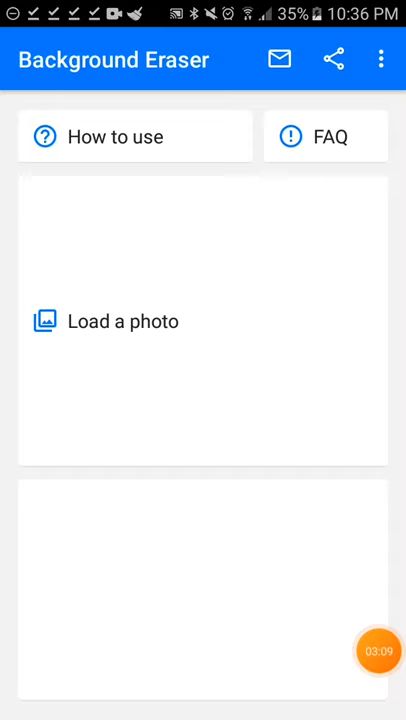 35% 10:36 PM
Background Eraser
How to use
FAQ
Load a photo
03:09